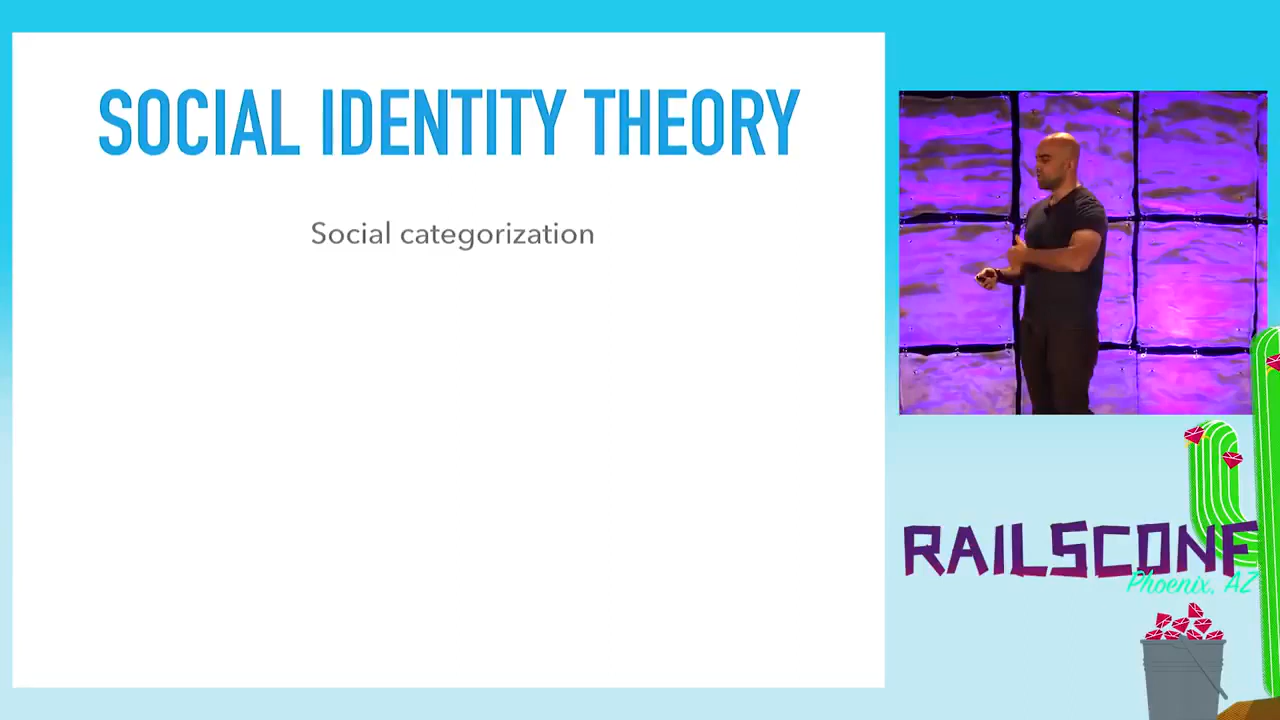 SOCIAL IDENTITY THEORY
Social categorization
RAILSCONF
Phoenix, AZ